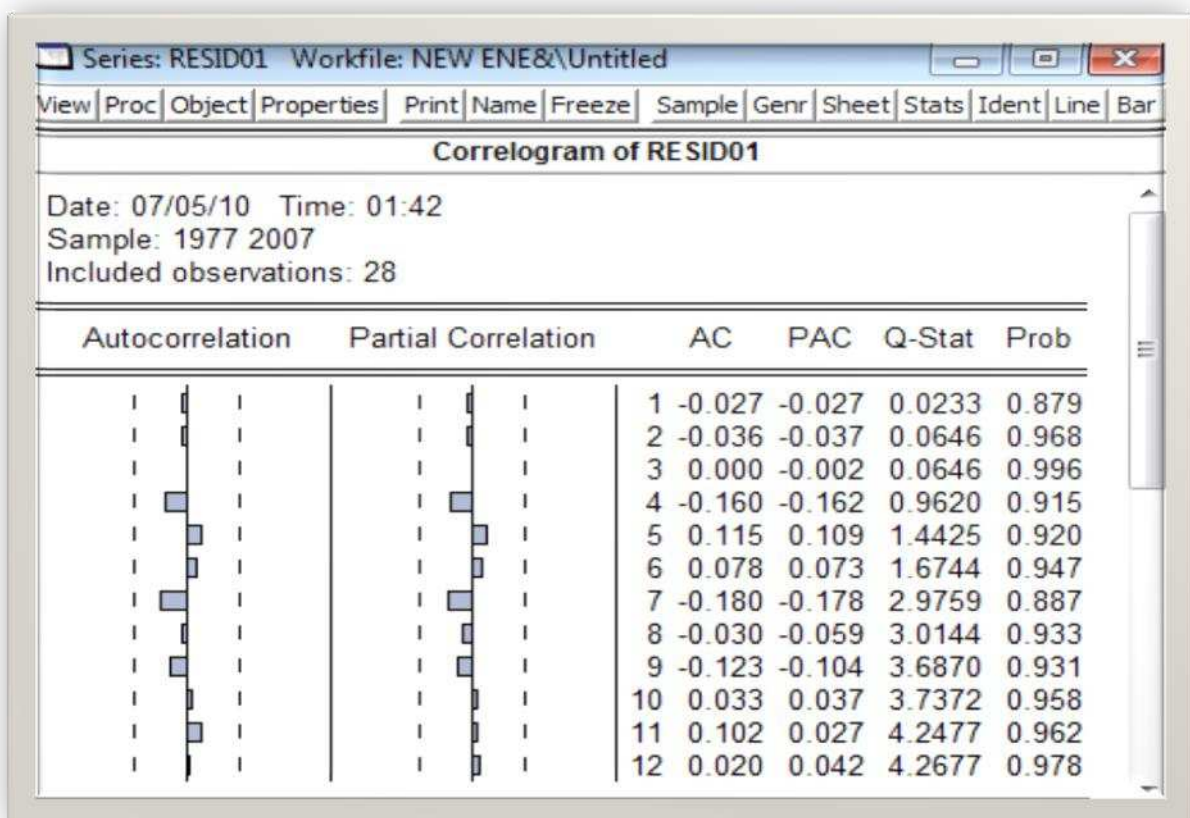 Series: RESID01 Workfile: NEW ENE&\Untitled
View Proc Object Properties Print Name Freeze Sample Genr Sheet Stats Ident Line Bar
Correlogram of RESID01
Date: 07/05/10 Time: 01:42
Sample: 1977 2007
Included observations: 28
Autocorrelation Partial Correlation AC PAC Q-Stat Prob
1 -0.027 -0.027 0.0233 0.879
2 -0.036 -0.037 0.0646 0.968
3 0.000 -0.002 0.0646 0.996
4 -0.160 -0.162 0.9620 0.915
5 0.115 0.109 1.4425 0.920
6 0.078 0.073 1.6744 0.947
7 -0.180 -0.178 2.9759 0.887
8 -0.030 -0.059 3.0144 0.933
9 -0.123 -0.104 3.6870 0.931
10 0.033 0.037 3.7372 0.958
11 0.102 0.027 4.2477 0.962
12 0.020 0.042 4.2677 0.978